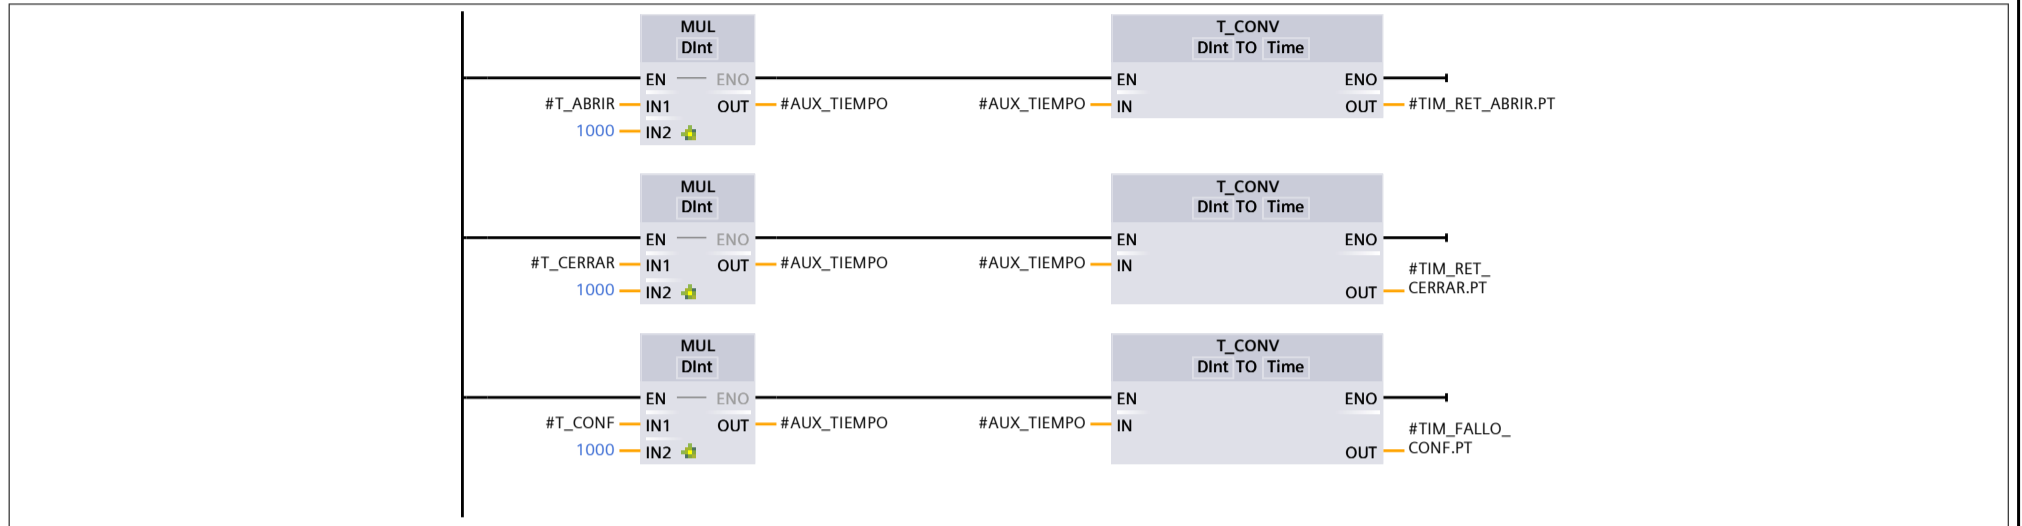 MUL
DInt
T_CONV
DInt TO Time
EN ENO
EN ENO
#T_ABRIR IN1 OUT #AUX_TIEMPO
#AUX_TIEMPO IN OUT #TIM_RET_ABRIR.PT
1000 IN2
MUL
DInt
T_CONV
DInt TO Time
EN ENO
EN ENO
#T_CERRAR IN1 OUT #AUX_TIEMPO
#AUX_TIEMPO IN
#TIM_RET_
CERRAR.PT
1000 IN2
OUT
MUL
DInt
T_CONV
DInt TO Time
EN ENO
EN ENO
#T_CONF IN1 OUT #AUX_TIEMPO
#AUX_TIEMPO IN
#TIM_FALLO_
CONF.PT
1000 IN2
OUT